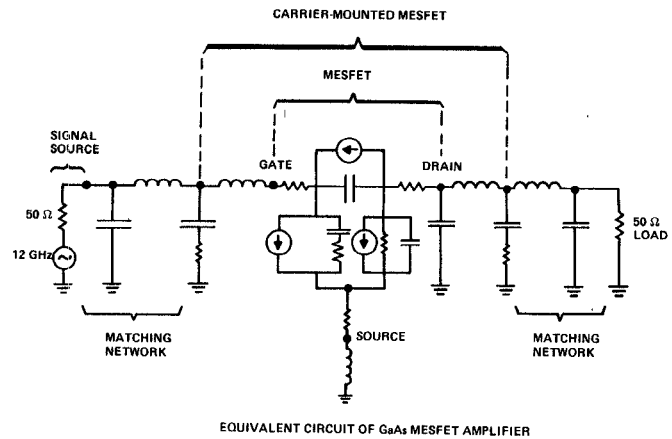 CARRIER-MOUNTED MESFET
MESFET
SIGNAL
SOURCE
GATE
DRAIN
50 Ω
12 GHz
50 Ω
LOAD
SOURCE
MATCHING
NETWORK
MATCHING
NETWORK
EQUIVALENT CIRCUIT OF GaAs MESFET AMPLIFIER